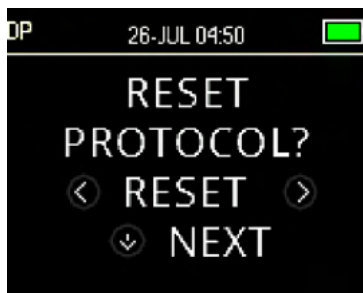 DP 26-JUL 04:50
RESET
PROTOCOL?
RESET
NEXT